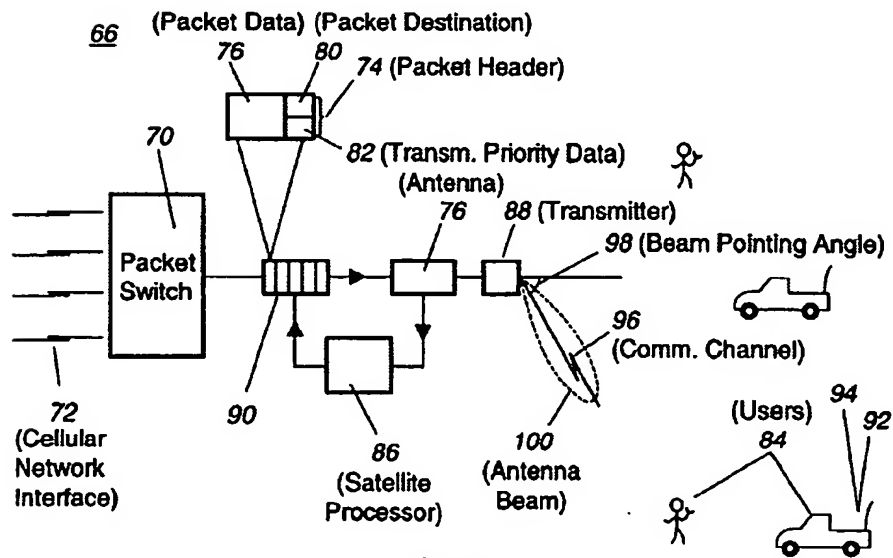 66
(Packet Data) (Packet Destination)
76 80
74 (Packet Header)
82 (Transm. Priority Data)
(Antenna)
70
76
88 (Transmitter)
98 (Beam Pointing Angle)
Packet
Switch
96
(Comm. Channel)
72
(Cellular
Network
Interface)
90
86
(Satellite
Processor)
100
(Antenna
Beam)
(Users)
84
94
92